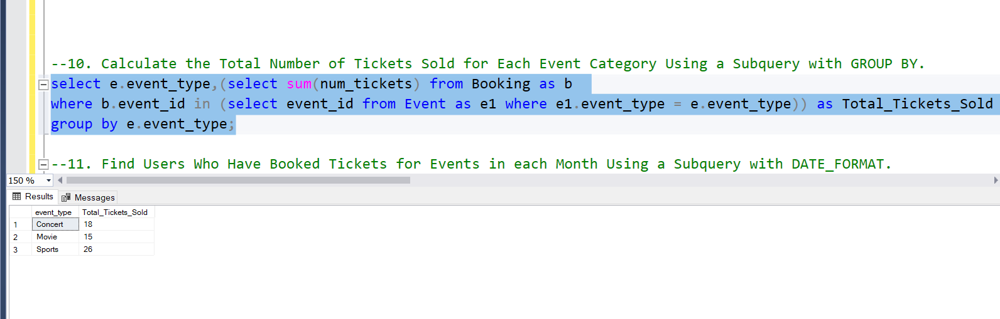 --10. Calculate the Total Number of Tickets Sold for Each Event Category Using a Subquery with GROUP BY.
select e.event_type,(select sum(num_tickets) from Booking as b
where b.event_id in (select event_id from Event as e1 where e1.event_type = e.event_type)) as Total_Tickets_Sold
group by e.event_type;
--11. Find Users Who Have Booked Tickets for Events in each Month Using a Subquery with DATE_FORMAT.
150 %
Results Messages
event_type Total_Tickets_Sold
1 Concert 18
2 Movie 15
3 Sports 26